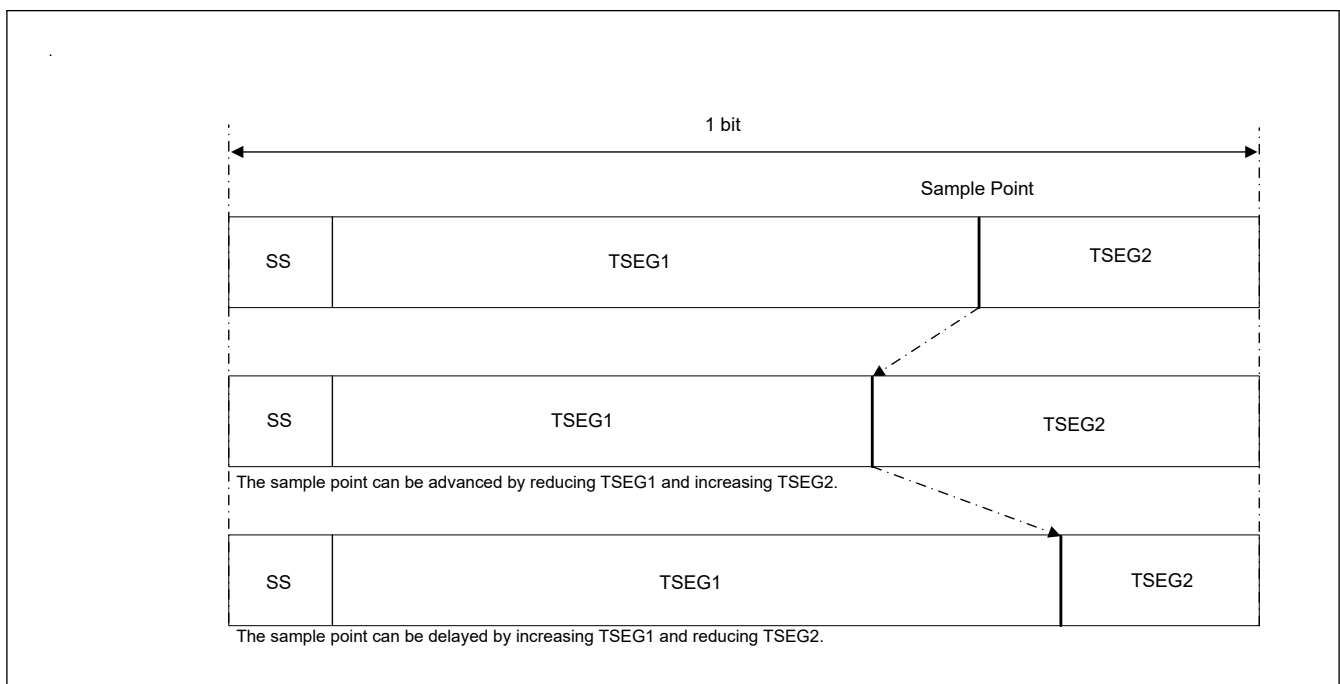 .
1 bit
Sample Point
SS TSEG1 TSEG2
SS TSEG1 TSEG2
The sample point can be advanced by reducing TSEG1 and increasing TSEG2.
SS TSEG1 TSEG2
The sample point can be delayed by increasing TSEG1 and reducing TSEG2.